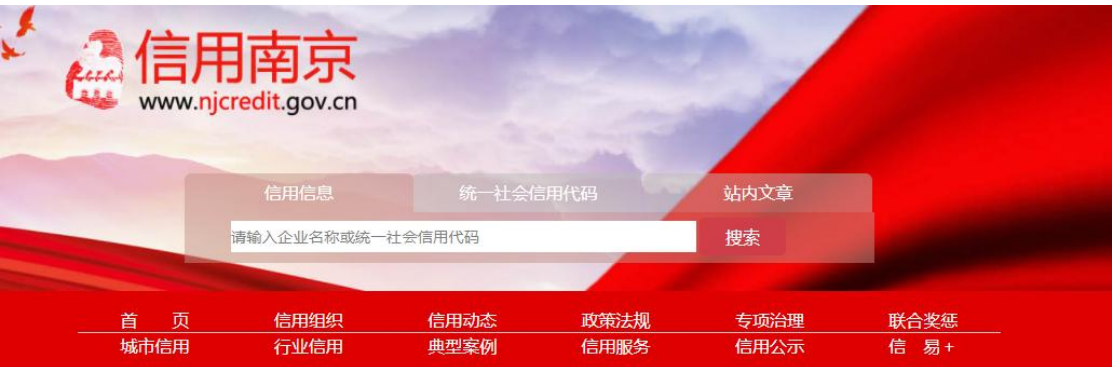 信用南京
www.njcredit.gov.cn
信用信息 统一社会信用代码 站内文章
请输入企业名称或统一社会信用代码 搜索
首 页 信用组织 信用动态 政策法规 专项治理 联合奖惩
城市信用 行业信用 典型案例 信用服务 信用公示 信 易+